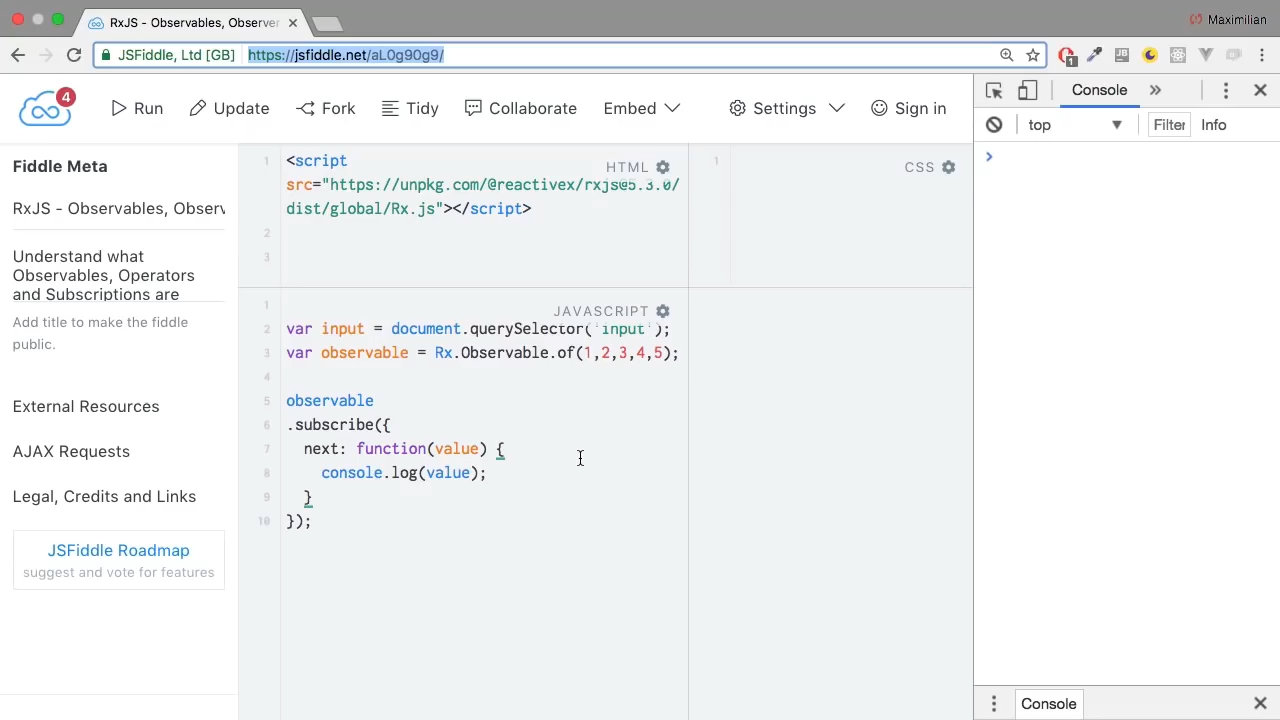 RxJS - Observables, Observer
Maximilian
JSFiddle, Ltd [GB]
https://jsfiddle.net/aL0g90g9/
1
JB
4
Run
Update
Fork
Tidy
Collaborate
Embed
Settings
Sign in
Console
»
top
Filter
Info
Fiddle Meta
RxJS - Observables, Observ
Understand what
Observables, Operators
and Subscriptions are
Add title to make the fiddle
public.
External Resources
AJAX Requests
Legal, Credits and Links
JSFiddle Roadmap
suggest and vote for features
HTML
1 <script
src="https://unpkg.com/@reactivex/rxjs@5.3.0/
dist/global/Rx.js"></script>
2
3
CSS
1
JAVASCRIPT
1
2 var input = document.querySelector('input');
3 var observable = Rx.Observable.of(1,2,3,4,5);
4
5 observable
6 .subscribe({
7 next: function(value) {
8 console.log(value);
9 }
10 });
Console